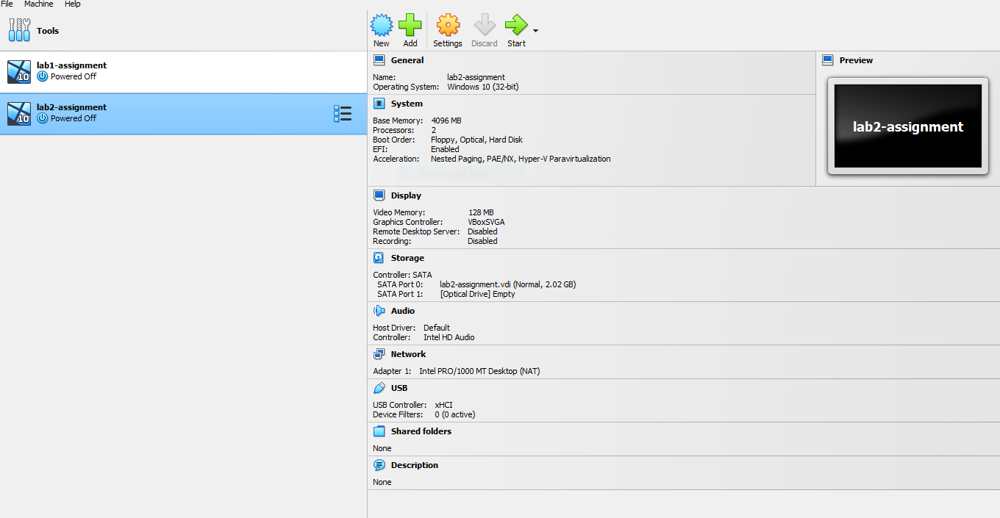 File Machine Help
Tools
New Add Settings Discard Start
lab1-assignment
Powered Off
10
lab2-assignment
Powered Off
10
General
Name: lab2-assignment
Operating System: Windows 10 (32-bit)
Preview
lab2-assignment
System
Base Memory: 4096 MB
Processors: 2
Boot Order: Floppy, Optical, Hard Disk
EFI: Enabled
Acceleration: Nested Paging, PAE/NX, Hyper-V Paravirtualization
Rectangular Snip
Display
Video Memory: 128 MB
Graphics Controller: VBoxSVGA
Remote Desktop Server: Disabled
Recording: Disabled
Storage
Controller: SATA
SATA Port 0: lab2-assignment.vdi (Normal, 2.02 GB)
SATA Port 1: [Optical Drive] Empty
Audio
Host Driver: Default
Controller: Intel HD Audio
Network
Adapter 1: Intel PRO/1000 MT Desktop (NAT)
USB
USB Controller: xHCI
Device Filters: 0 (0 active)
Shared folders
None
Description
None